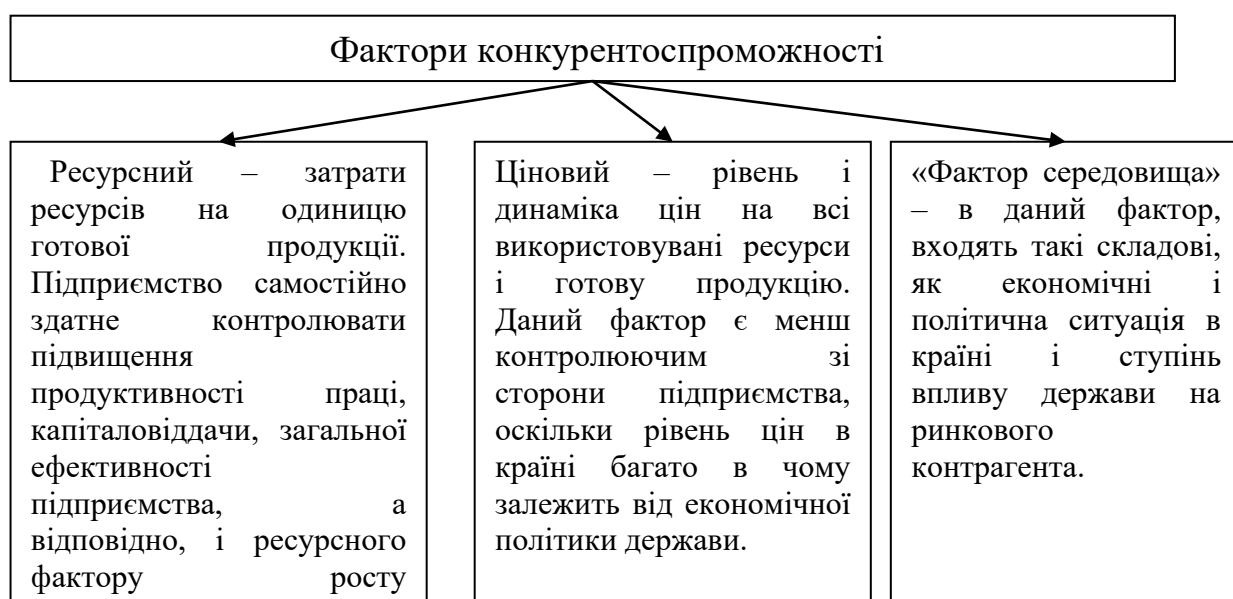 Фактори конкурентоспроможності
Ресурсний – затрати
ресурсів на одиницю
готової продукції.
Підприємство самостійно
здатне контролювати
підвищення
продуктивності праці,
капіталовіддачи, загальної
ефективності
підприємства, а
відповідно, і ресурсного
фактору росту
Ціновий – рівень і
динаміка цін на всі
використовувані ресурси
і готову продукцію.
Даний фактор є менш
контролюючим зі
сторони підприємства,
оскільки рівень цін в
країні багато в чому
залежить від економічної
політики держави.
«Фактор середовища»
– в даний фактор,
входять такі складові,
як економічні і
політична ситуація в
країні і ступінь
впливу держави на
ринкового
контрагента.